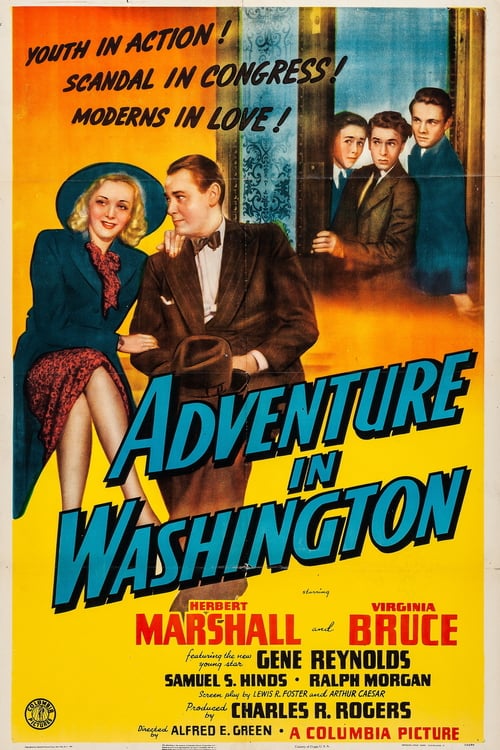 YOUTH IN ACTION!
SCANDAL IN CONGRESS!
MODERNS IN LOVE!
ADVENTURE
IN
WASHINGTON
starring
HERBERT
MARSHALL
and
VIRGINIA
BRUCE
featuring the new
young star
GENE REYNOLDS
SAMUEL S. HINDS • RALPH MORGAN
Screen play by LEWIS R. FOSTER and ARTHUR CAESAR
Produced by CHARLES R. ROGERS
Directed by ALFRED E. GREEN • A COLUMBIA PICTURE
COLUMBIA
PICTURES